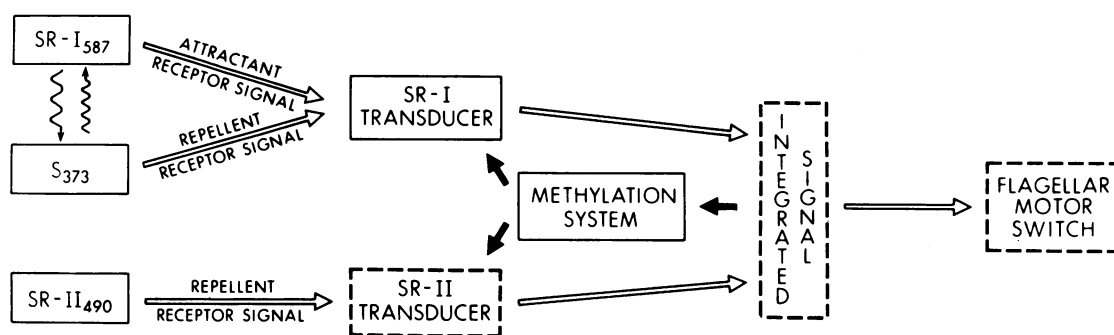 SR-I587
ATTRACTANT
RECEPTOR SIGNAL
REPELLENT
RECEPTOR SIGNAL
S373
SR-I
TRANSDUCER
METHYLATION
SYSTEM
INTEGRATED
SIGNAL
FLAGELLAR
MOTOR
SWITCH
SR-II490
REPELLENT
RECEPTOR SIGNAL
SR-II
TRANSDUCER